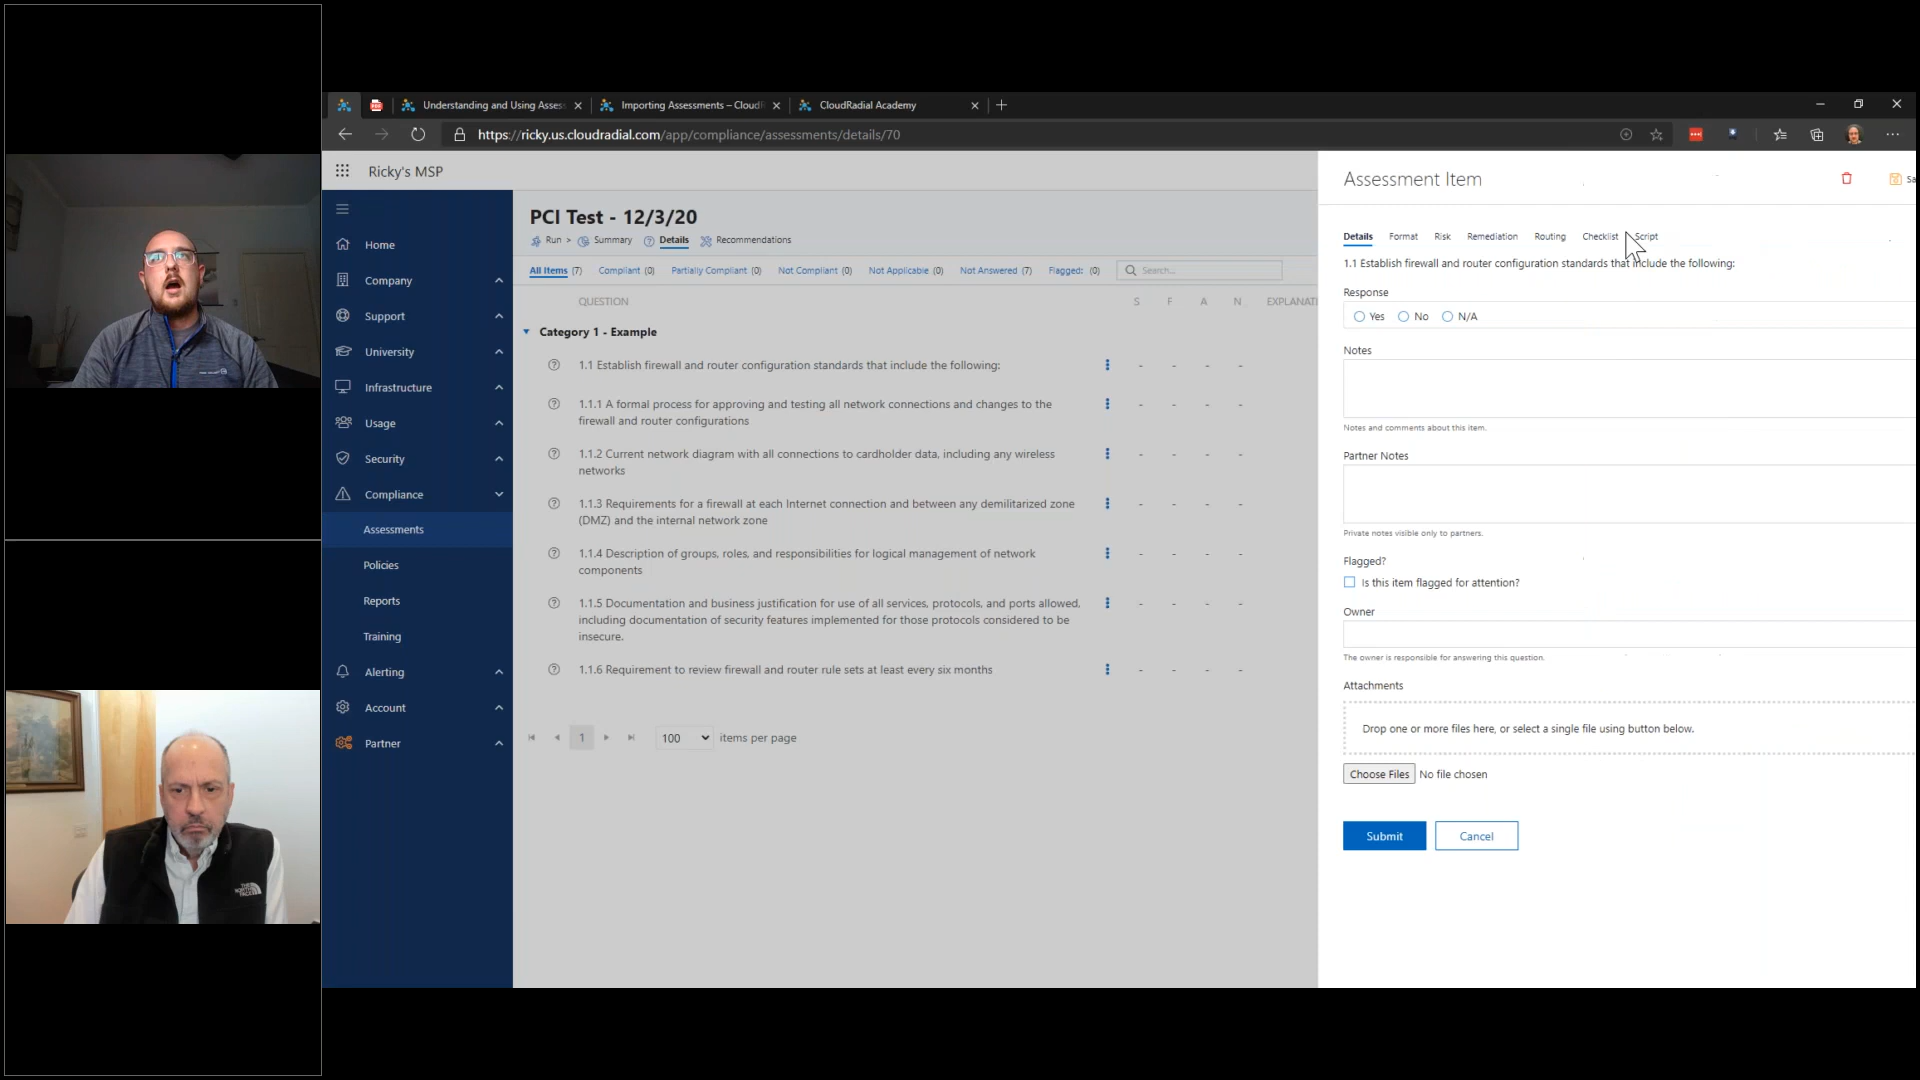 Understanding and Using Asses
Importing Assessments – CloudR
CloudRadial Academy
https://ricky.us.cloudradial.com/app/compliance/assessments/details/70
Ricky's MSP
Home
Company
Support
University
Infrastructure
Usage
Security
Compliance
Assessments
Policies
Reports
Training
Alerting
Account
Partner
PCI Test - 12/3/20
Run > Summary Details Recommendations
All Items (7) Compliant (0) Partially Compliant (0) Not Compliant (0) Not Applicable (0) Not Answered (7) Flagged: (0) Search...
QUESTION S F A N EXPLANATI
Category 1 - Example
1.1 Establish firewall and router configuration standards that include the following: - - - -
1.1.1 A formal process for approving and testing all network connections and changes to the - - - -
firewall and router configurations
1.1.2 Current network diagram with all connections to cardholder data, including any wireless - - - -
networks
1.1.3 Requirements for a firewall at each Internet connection and between any demilitarized zone - - - -
(DMZ) and the internal network zone
1.1.4 Description of groups, roles, and responsibilities for logical management of network - - - -
components
1.1.5 Documentation and business justification for use of all services, protocols, and ports allowed, - - - -
including documentation of security features implemented for those protocols considered to be
insecure.
1.1.6 Requirement to review firewall and router rule sets at least every six months - - - -
1 100 items per page
Assessment Item
Sa
Details Format Risk Remediation Routing Checklist Script
1.1 Establish firewall and router configuration standards that include the following:
Response
Yes No N/A
Notes
Notes and comments about this item.
Partner Notes
Private notes visible only to partners.
Flagged?
Is this item flagged for attention?
Owner
The owner is responsible for answering this question.
Attachments
Drop one or more files here, or select a single file using button below.
Choose Files No file chosen
Submit Cancel
THE NORTH FACE